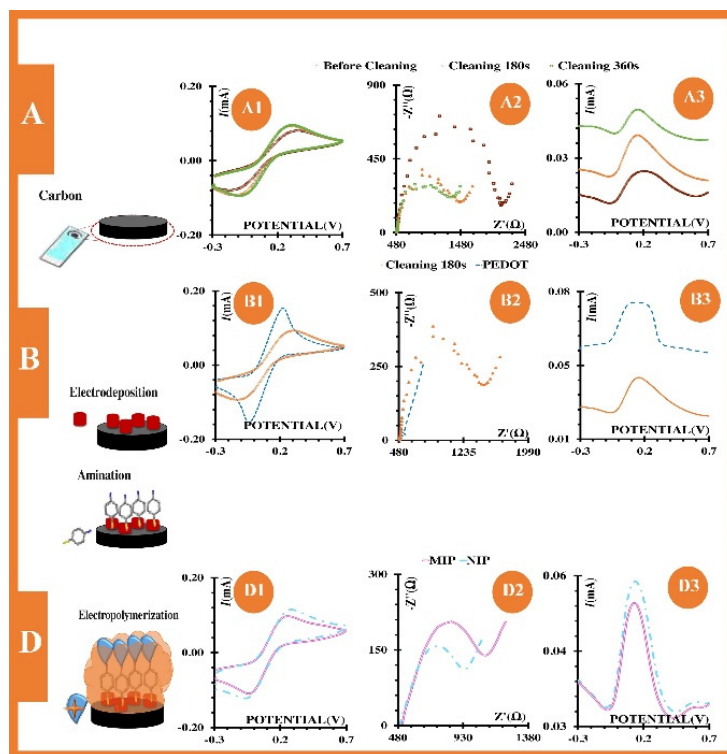 Before Cleaning Cleaning 180s Cleaning 360s
A
A1
I(mA)
0.20
0.00
-0.20
-0.3 0.2 0.7
POTENTIAL(V)
A2
-Z''(Ω)
900
450
0
480 1480 2480
Z'(Ω)
A3
I(mA)
0.06
0.03
0.00
-0.3 0.2 0.7
POTENTIAL(V)
Carbon
Cleaning 180s PEDOT
B
B1
I(mA)
0.20
0.00
-0.20
-0.3 0.2 0.7
POTENTIAL(V)
B2
-Z''(Ω)
500
250
0
480 1235 1990
Z'(Ω)
B3
I(mA)
0.08
0.05
0.01
-0.3 0.2 0.7
POTENTIAL(V)
Electrodeposition
Amination
MIP NIP
D
Electropolymerization
D1
I(mA)
0.20
0.00
-0.20
-0.3 0.2 0.7
POTENTIAL(V)
D2
-Z''(Ω)
300
150
0
480 930 1380
Z'(Ω)
D3
I(mA)
0.06
0.04
0.03
-0.3 0.2 0.7
POTENTIAL(V)